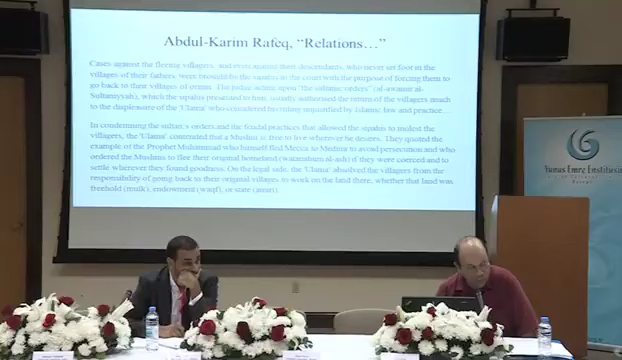 Abdul-Karim Rafeq, “Relations…”
Cases against the fleeing villagers, and even against their descendants, who never set foot in the
villages of their fathers, were brought by the sipahis in the court with the purpose of forcing them to
go back to their villages of origin. The judge acting upon "the sultanic orders" (al-awamir al-
Sultaniyyah), which the sipahis presented to him, usually authorised the return of the villagers much
to the displeasure of the 'Ulama' who considered his ruling unjustified by Islamic law and practice…
In condemning the sultan's orders and the feudal practices that allowed the sipahis to molest the
villagers, the 'Ulama' contended that a Muslim is free to live wherever he desires. They quoted the
example of the Prophet Muhammad who himself fled Mecca to Medina to avoid persecution and who
ordered the Muslims to flee their original homeland if they were coerced and to
settle wherever they found goodness. On the legal side, the 'Ulama' absolved the villagers from the
responsibility of going back to their original villages to work on the land there, whether that land was
freehold (mulk), endowment (waqf), or state (amiri).
Yunus Emre Enstitüsü